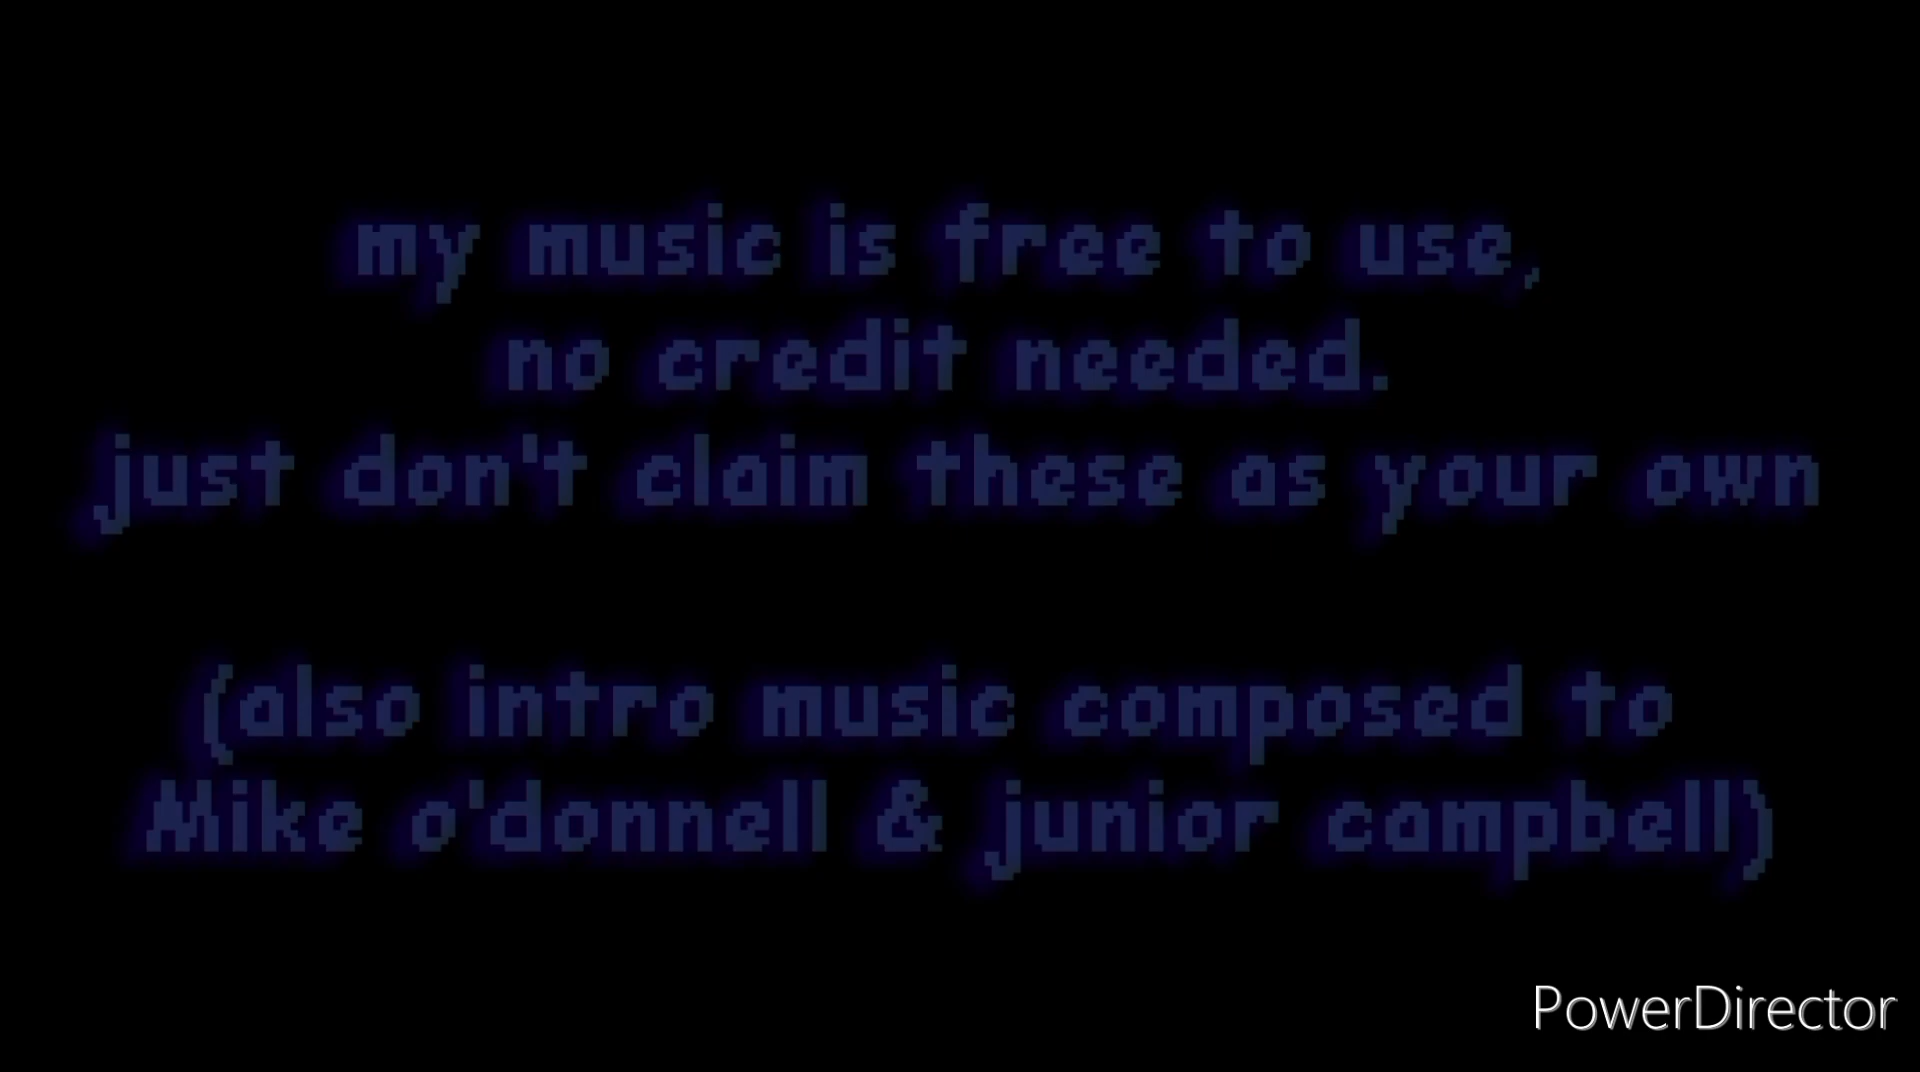 my music is free to use,
no credit needed.
just don't claim these as your own
(also intro music composed to
Mike o'donnell & junior campbell)
PowerDirector